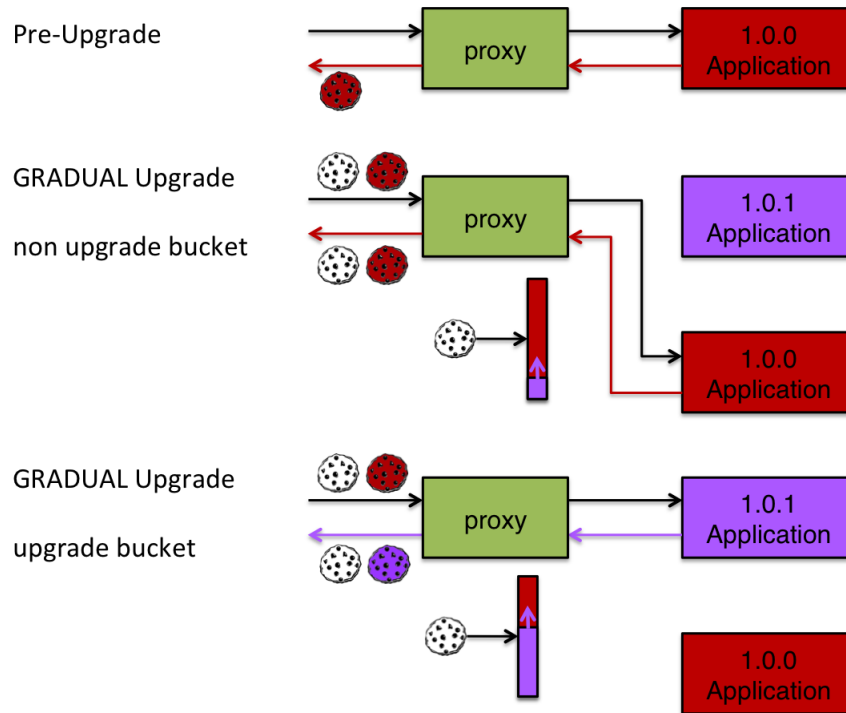 Pre-Upgrade
proxy
1.0.0
Application
GRADUAL Upgrade
non upgrade bucket
proxy
1.0.1
Application
1.0.0
Application
GRADUAL Upgrade
upgrade bucket
proxy
1.0.1
Application
1.0.0
Application